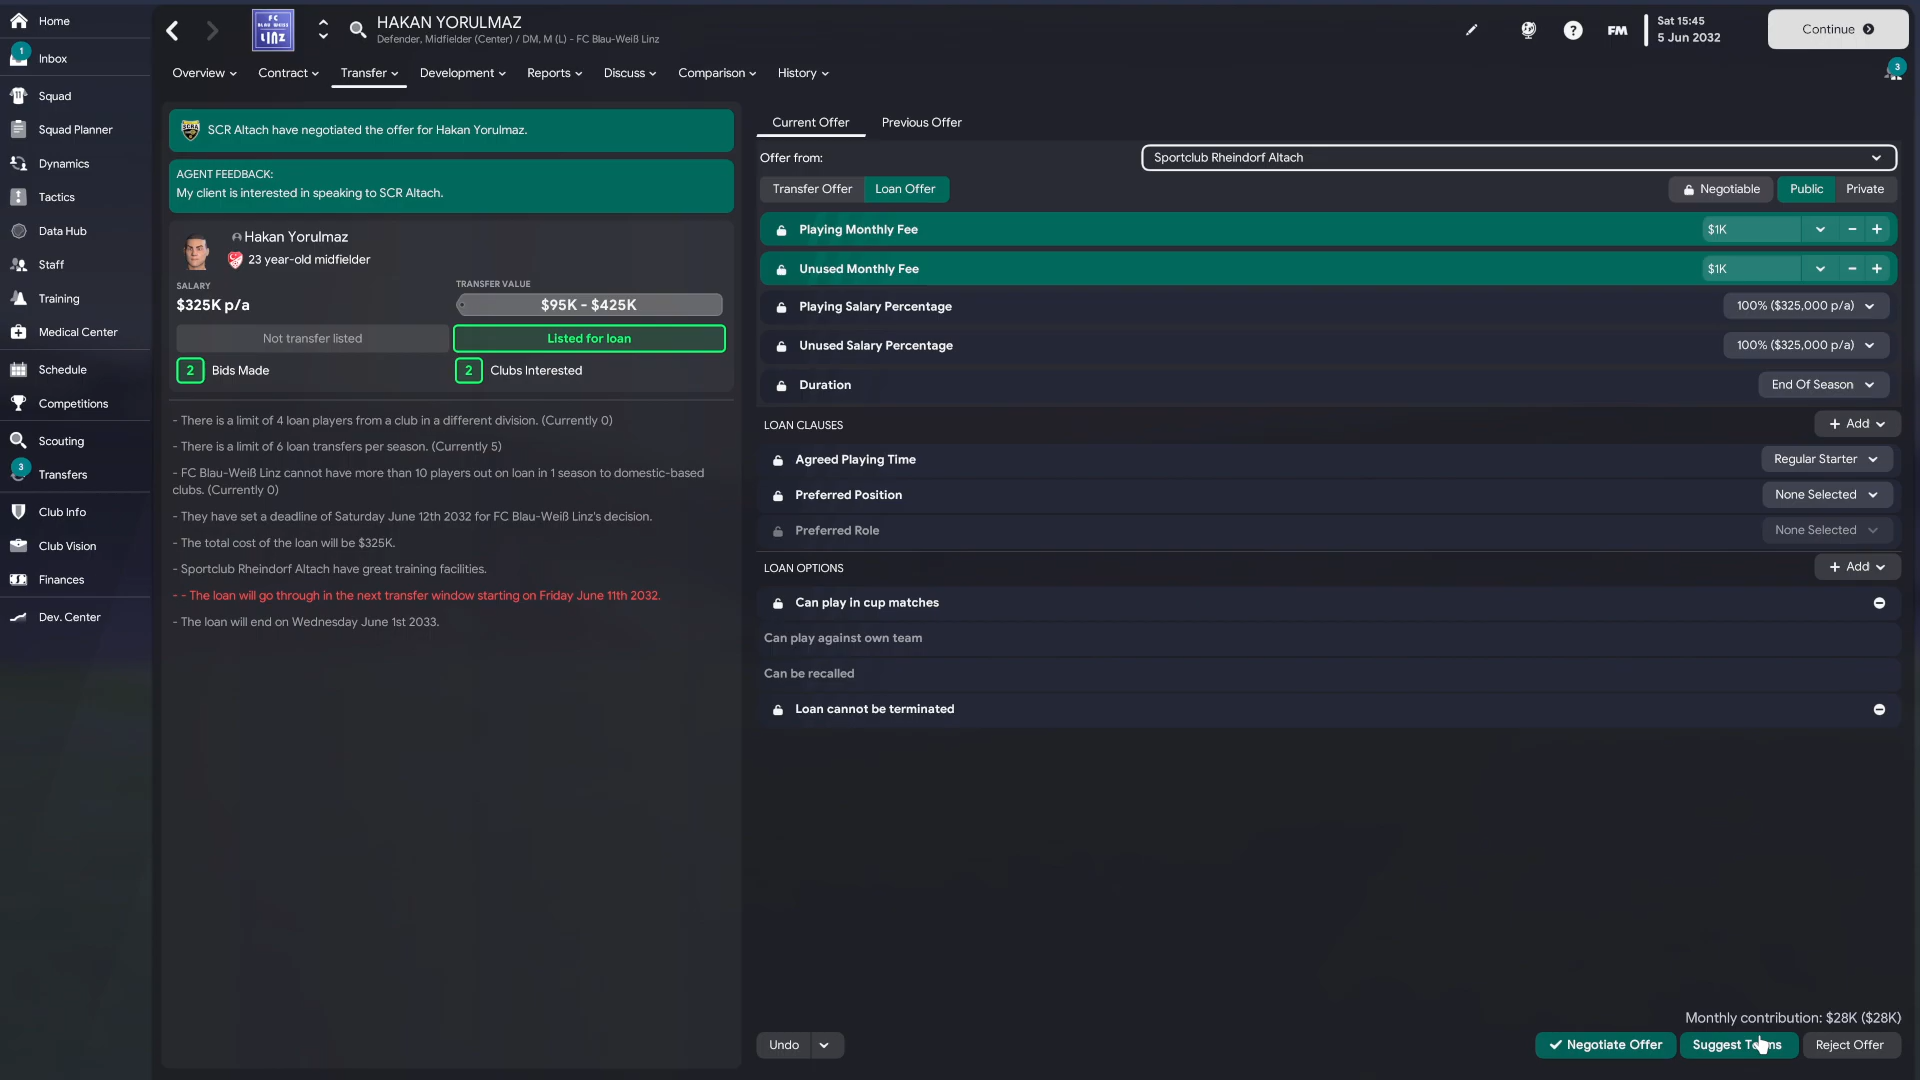 Home
1
Inbox
Squad
Squad Planner
Dynamics
Tactics
Data Hub
Staff
Training
Medical Center
Schedule
Competitions
Scouting
3
Transfers
Club Info
Club Vision
Finances
Dev. Center
FC
BLAU WEISS
LINZ
HAKAN YORULMAZ
Defender, Midfielder (Center) / DM, M (L) - FC Blau-Weiß Linz
?
FM
Sat 15:45
5 Jun 2032
Continue
3
Overview
Contract
Transfer
Development
Reports
Discuss
Comparison
History
SCR Altach have negotiated the offer for Hakan Yorulmaz.
AGENT FEEDBACK:
My client is interested in speaking to SCR Altach.
Hakan Yorulmaz
23 year-old midfielder
SALARY
$325K p/a
TRANSFER VALUE
$95K - $425K
Not transfer listed
Listed for loan
2 Bids Made
2 Clubs Interested
- There is a limit of 4 loan players from a club in a different division. (Currently 0)
- There is a limit of 6 loan transfers per season. (Currently 5)
- FC Blau-Weiß Linz cannot have more than 10 players out on loan in 1 season to domestic-based
clubs. (Currently 0)
- They have set a deadline of Saturday June 12th 2032 for FC Blau-Weiß Linz's decision.
- The total cost of the loan will be $325K.
- Sportclub Rheindorf Altach have great training facilities.
- - The loan will go through in the next transfer window starting on Friday June 11th 2032.
- The loan will end on Wednesday June 1st 2033.
Current Offer
Previous Offer
Offer from:
Sportclub Rheindorf Altach
Transfer Offer
Loan Offer
Negotiable
Public
Private
Playing Monthly Fee
$1K
Unused Monthly Fee
$1K
Playing Salary Percentage
100% ($325,000 p/a)
Unused Salary Percentage
100% ($325,000 p/a)
Duration
End Of Season
LOAN CLAUSES
+ Add
Agreed Playing Time
Regular Starter
Preferred Position
None Selected
Preferred Role
None Selected
LOAN OPTIONS
+ Add
Can play in cup matches
Can play against own team
Can be recalled
Loan cannot be terminated
Monthly contribution: $28K ($28K)
Undo
Negotiate Offer
Suggest
Reject Offer